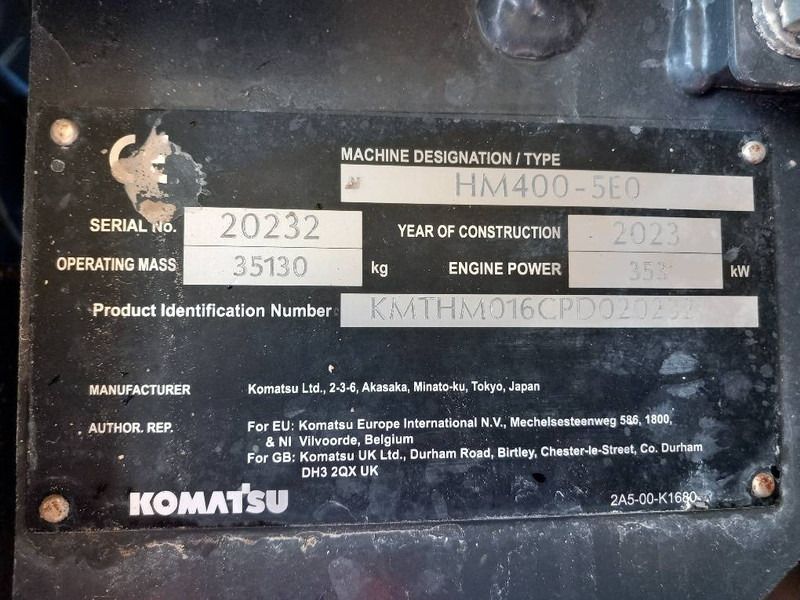 CE
MACHINE DESIGNATION / TYPE
HM400-5E0
SERIAL No. 20232 YEAR OF CONSTRUCTION 2023
OPERATING MASS 35130 kg ENGINE POWER 353 kW
Product Identification Number KMTHM016CPD020232
MANUFACTURER Komatsu Ltd., 2-3-6, Akasaka, Minato-ku, Tokyo, Japan
AUTHOR. REP. For EU: Komatsu Europe International N.V., Mechelsesteenweg 586, 1800,
& NI Vilvoorde, Belgium
For GB: Komatsu UK Ltd., Durham Road, Birtley, Chester-le-Street, Co. Durham
DH3 2QX UK
KOMATSU
2A5-00-K1680